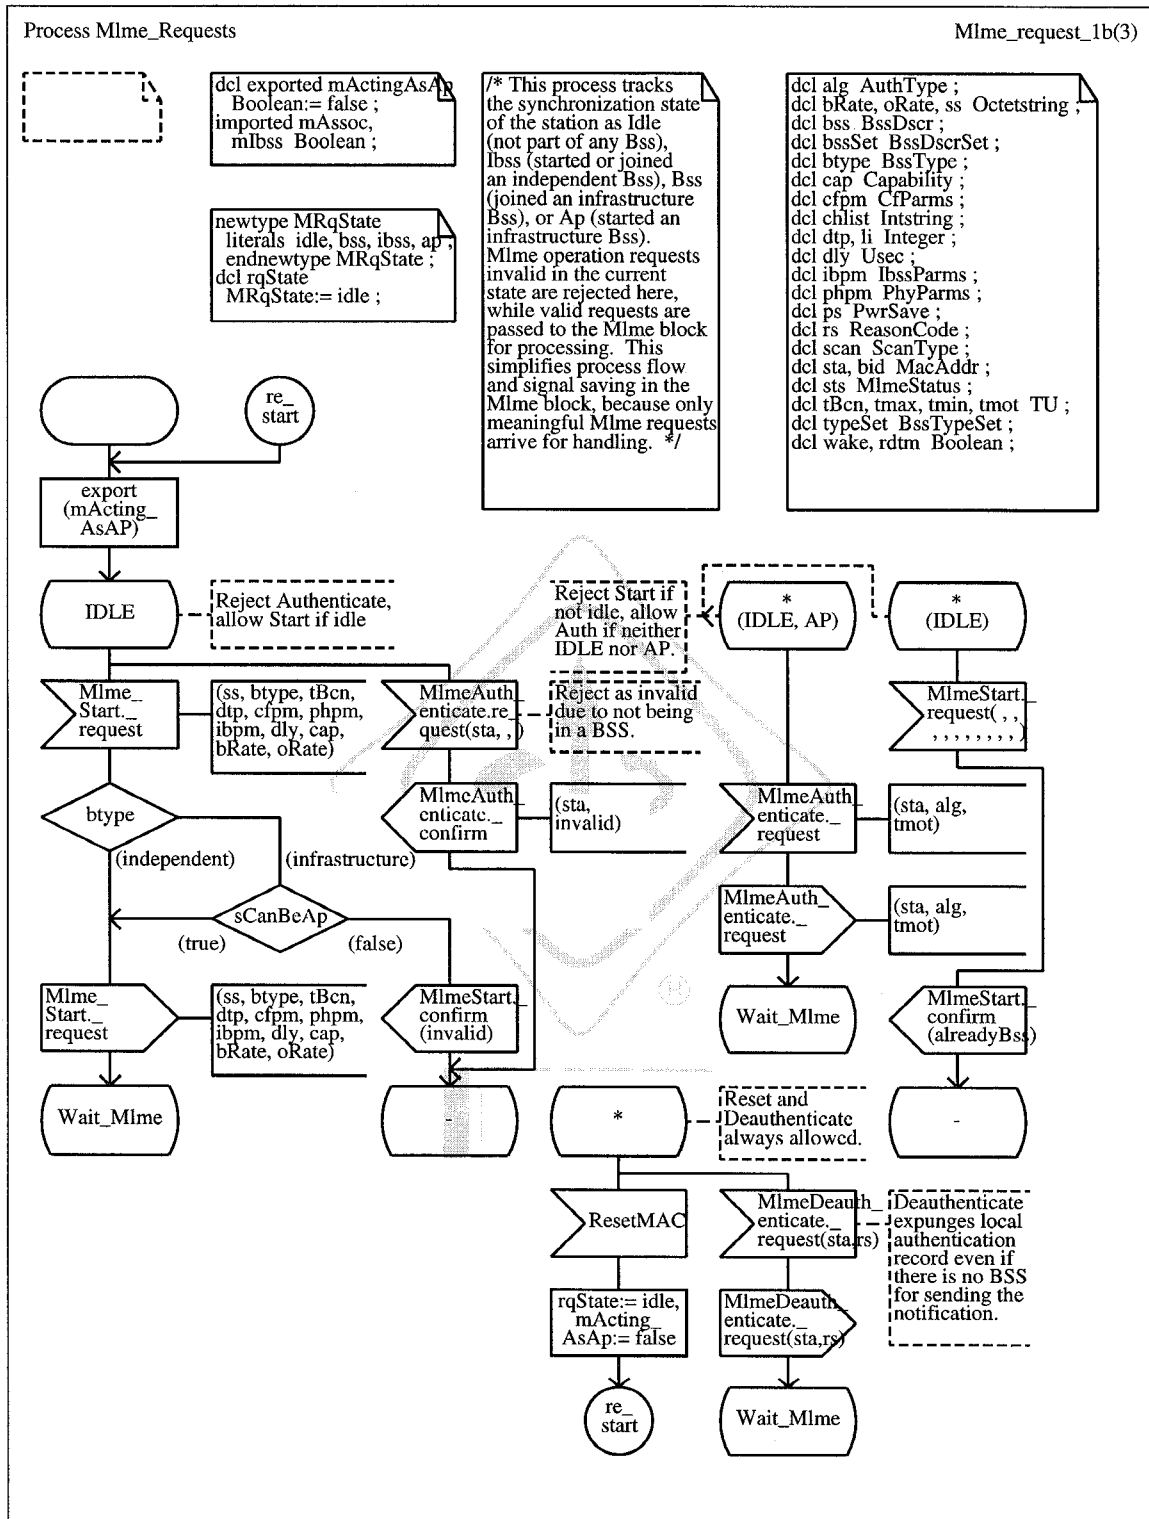 Process Mlme_Requests
Mlme_request_1b(3)
dcl exported mActingAsAp
Boolean:= false ;
imported mAssoc,
mIbss Boolean ;
newtype MRqState
literals idle, bss, ibss, ap ;
endnewtype MRqState ;
dcl rqState
MRqState:= idle ;
/* This process tracks
the synchronization state
of the station as Idle
(not part of any Bss),
Ibss (started or joined
an independent Bss), Bss
(joined an infrastructure
Bss), or Ap (started an
infrastructure Bss).
Mlme operation requests
invalid in the current
state are rejected here,
while valid requests are
passed to the Mlme block
for processing. This
simplifies process flow
and signal saving in the
Mlme block, because only
meaningful Mlme requests
arrive for handling. */
dcl alg AuthType ;
dcl bRate, oRate, ss Octetstring ;
dcl bss BssDscr ;
dcl bssSet BssDscrSet ;
dcl btype BssType ;
dcl cap Capability ;
dcl cfpm CfParms ;
dcl chlist Intstring ;
dcl dtp, li Integer ;
dcl dly Usec ;
dcl ibpm IbssParms ;
dcl phpm PhyParms ;
dcl ps PwrSave ;
dcl rs ReasonCode ;
dcl scan ScanType ;
dcl sta, bid MacAddr ;
dcl sts MlmeStatus ;
dcl tBcn, tmax, tmin, tmot TU ;
dcl typeSet BssTypeSet ;
dcl wake, rdtm Boolean ;
re_
start
export
(mActing_
AsAP)
IDLE
Reject Authenticate,
allow Start if idle
Reject Start if
not idle, allow
Auth if neither
IDLE nor AP.
*
(IDLE, AP)
*
(IDLE)
Mlme_
Start._
request
(ss, btype, tBcn,
dtp, cfpm, phpm,
ibpm, dly, cap,
bRate, oRate)
MlmeAuth_
enticate.re_
quest(sta, , )
Reject as invalid
due to not being
in a BSS.
MlmeStart._
request( , ,
, , , , , , , , )
btype
(independent)
(infrastructure)
MlmeAuth_
enticate._
confirm
(sta,
invalid)
MlmeAuth_
enticate._
request
(sta, alg,
tmot)
sCanBeAp
(true)
(false)
MlmeAuth_
enticate._
request
(sta, alg,
tmot)
Mlme_
Start._
request
(ss, btype, tBcn,
dtp, cfpm, phpm,
ibpm, dly, cap,
bRate, oRate)
MlmeStart._
confirm
(invalid)
Wait_Mlme
MlmeStart._
confirm
(alreadyBss)
Wait_Mlme
-
*
Reset and
Deauthenticate
always allowed.
-
ResetMAC
MlmeDeauth_
enticate._
request(sta,rs)
Deauthenticate
expunges local
authentication
record even if
there is no BSS
for sending the
notification.
rqState:= idle,
mActing_
AsAp:= false
MlmeDeauth_
enticate._
request(sta,rs)
re_
start
Wait_Mlme
®